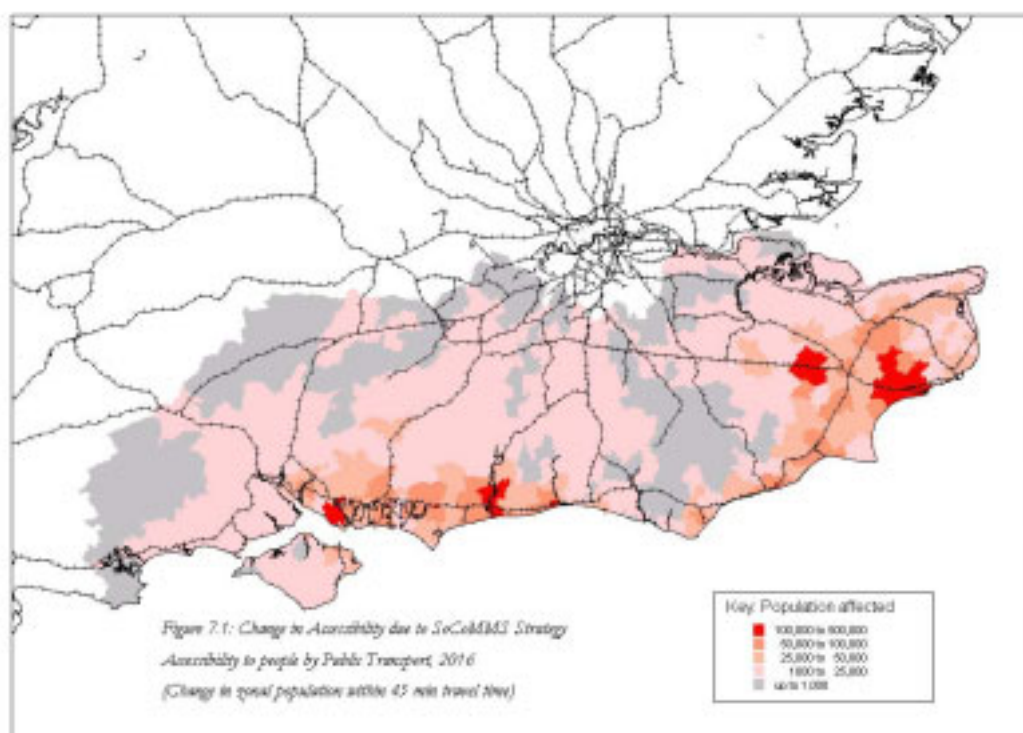 Figure 7.1: Change in Accessibility due to SoCoMMS Strategy
Accessibility to people by Public Transport, 2016
(Change in zonal population within 45 min travel time)
Key: Population affected
100,000 to 500,000
50,000 to 100,000
25,000 to 50,000
1000 to 25,000
up to 1,000